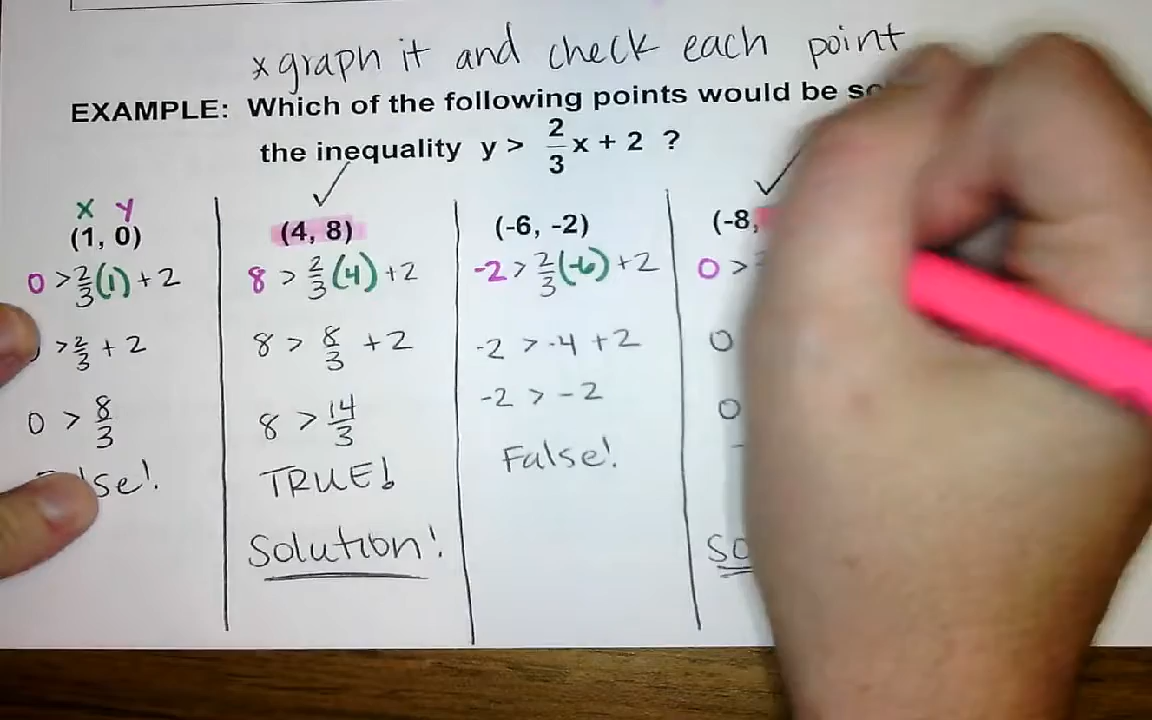 x graph it and check each point
EXAMPLE: Which of the following points would be
the inequality y > 2/3 x + 2 ?
X Y
(1, 0)
0 > 2/3 (1) + 2
> 2/3 + 2
0 > 8/3
✓
(4, 8)
8 > 2/3 (4) + 2
8 > 8/3 + 2
8 > 14/3
TRUE!
Solution!
(-6, -2)
-2 > 2/3 (-6) + 2
-2 > -4 + 2
-2 > -2
False!
✓
(-8,
0 >
0
0